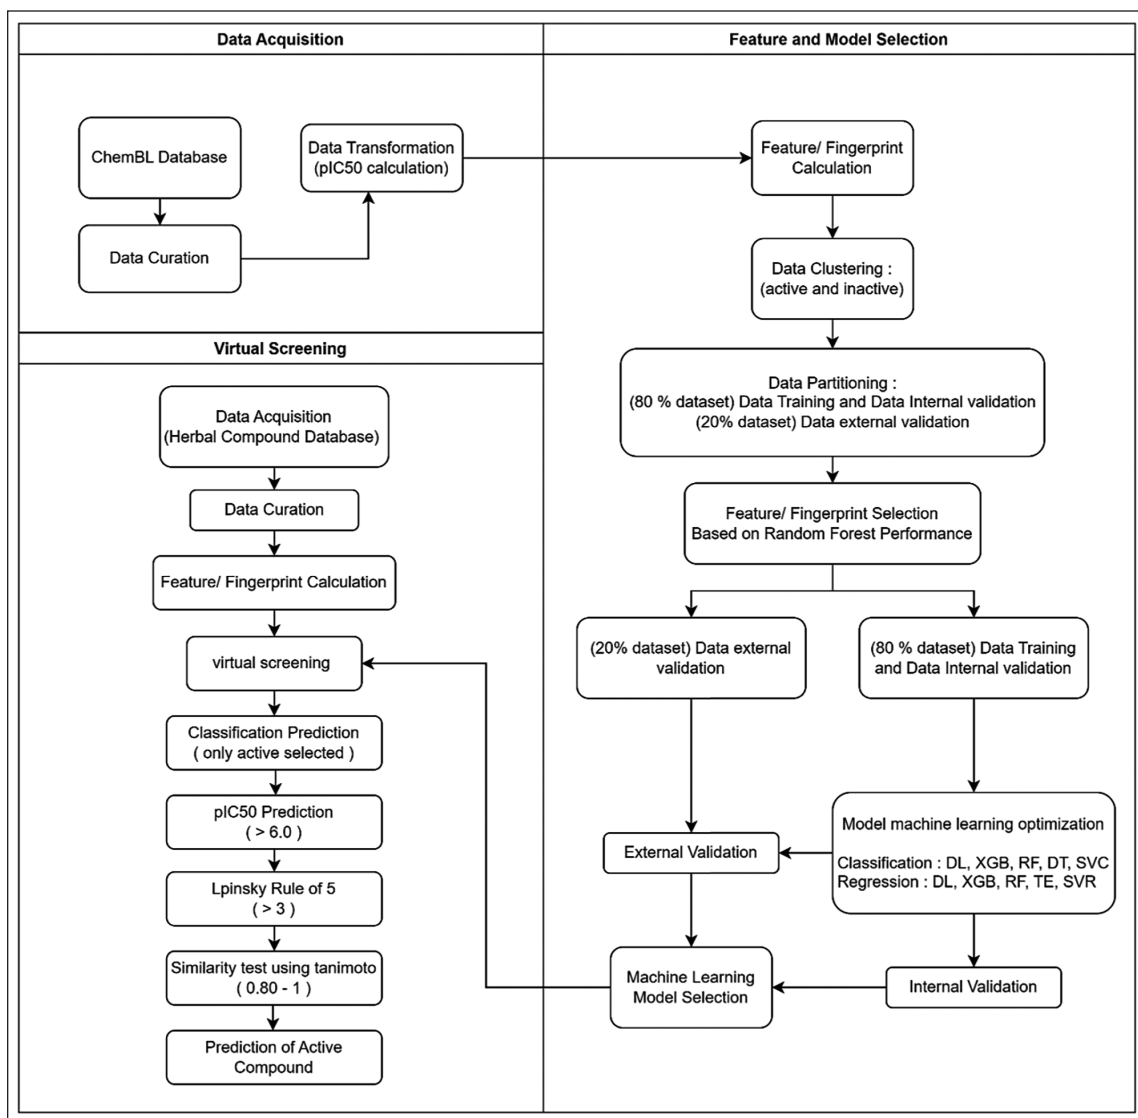 Data Acquisition
ChemBL Database
Data Curation
Data Transformation
(pIC50 calculation)
Feature and Model Selection
Feature/ Fingerprint
Calculation
Data Clustering :
(active and inactive)
Data Partitioning :
(80 % dataset) Data Training and Data Internal validation
(20% dataset) Data external validation
Feature/ Fingerprint Selection
Based on Random Forest Performance
(20% dataset) Data external
validation
(80 % dataset) Data Training
and Data Internal validation
Model machine learning optimization
Classification : DL, XGB, RF, DT, SVC
Regression : DL, XGB, RF, TE, SVR
External Validation
Internal Validation
Machine Learning
Model Selection
Virtual Screening
Data Acquisition
(Herbal Compound Database)
Data Curation
Feature/ Fingerprint Calculation
virtual screening
Classification Prediction
( only active selected )
pIC50 Prediction
( > 6.0 )
Lpinsky Rule of 5
( > 3 )
Similarity test using tanimoto
( 0.80 - 1 )
Prediction of Active
Compound